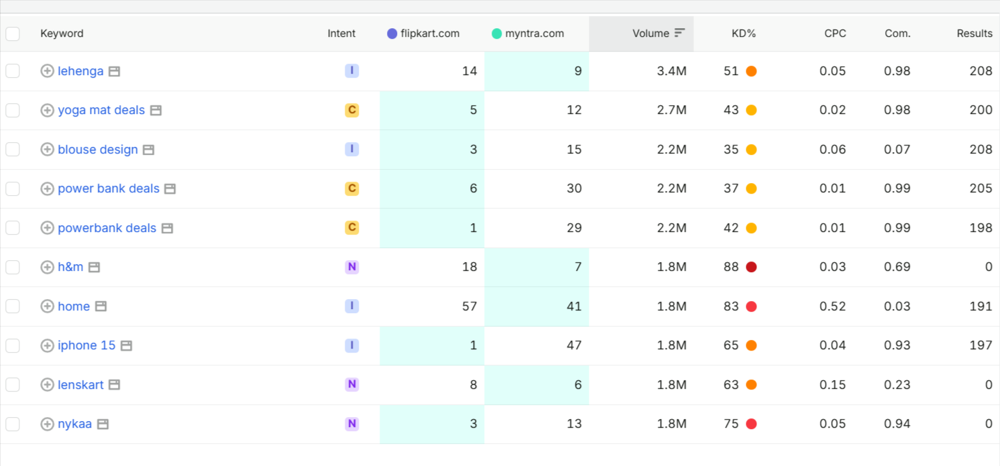 Keyword Intent flipkart.com myntra.com Volume KD% CPC Com. Results
lehenga I 14 9 3.4M 51 0.05 0.98 208
yoga mat deals C 5 12 2.7M 43 0.02 0.98 200
blouse design I 3 15 2.2M 35 0.06 0.07 208
power bank deals C 6 30 2.2M 37 0.01 0.99 205
powerbank deals C 1 29 2.2M 42 0.01 0.99 198
h&m N 18 7 1.8M 88 0.03 0.69 0
home I 57 41 1.8M 83 0.52 0.03 191
iphone 15 I 1 47 1.8M 65 0.04 0.93 197
lenskart N 8 6 1.8M 63 0.15 0.23 0
nykaa N 3 13 1.8M 75 0.05 0.94 0